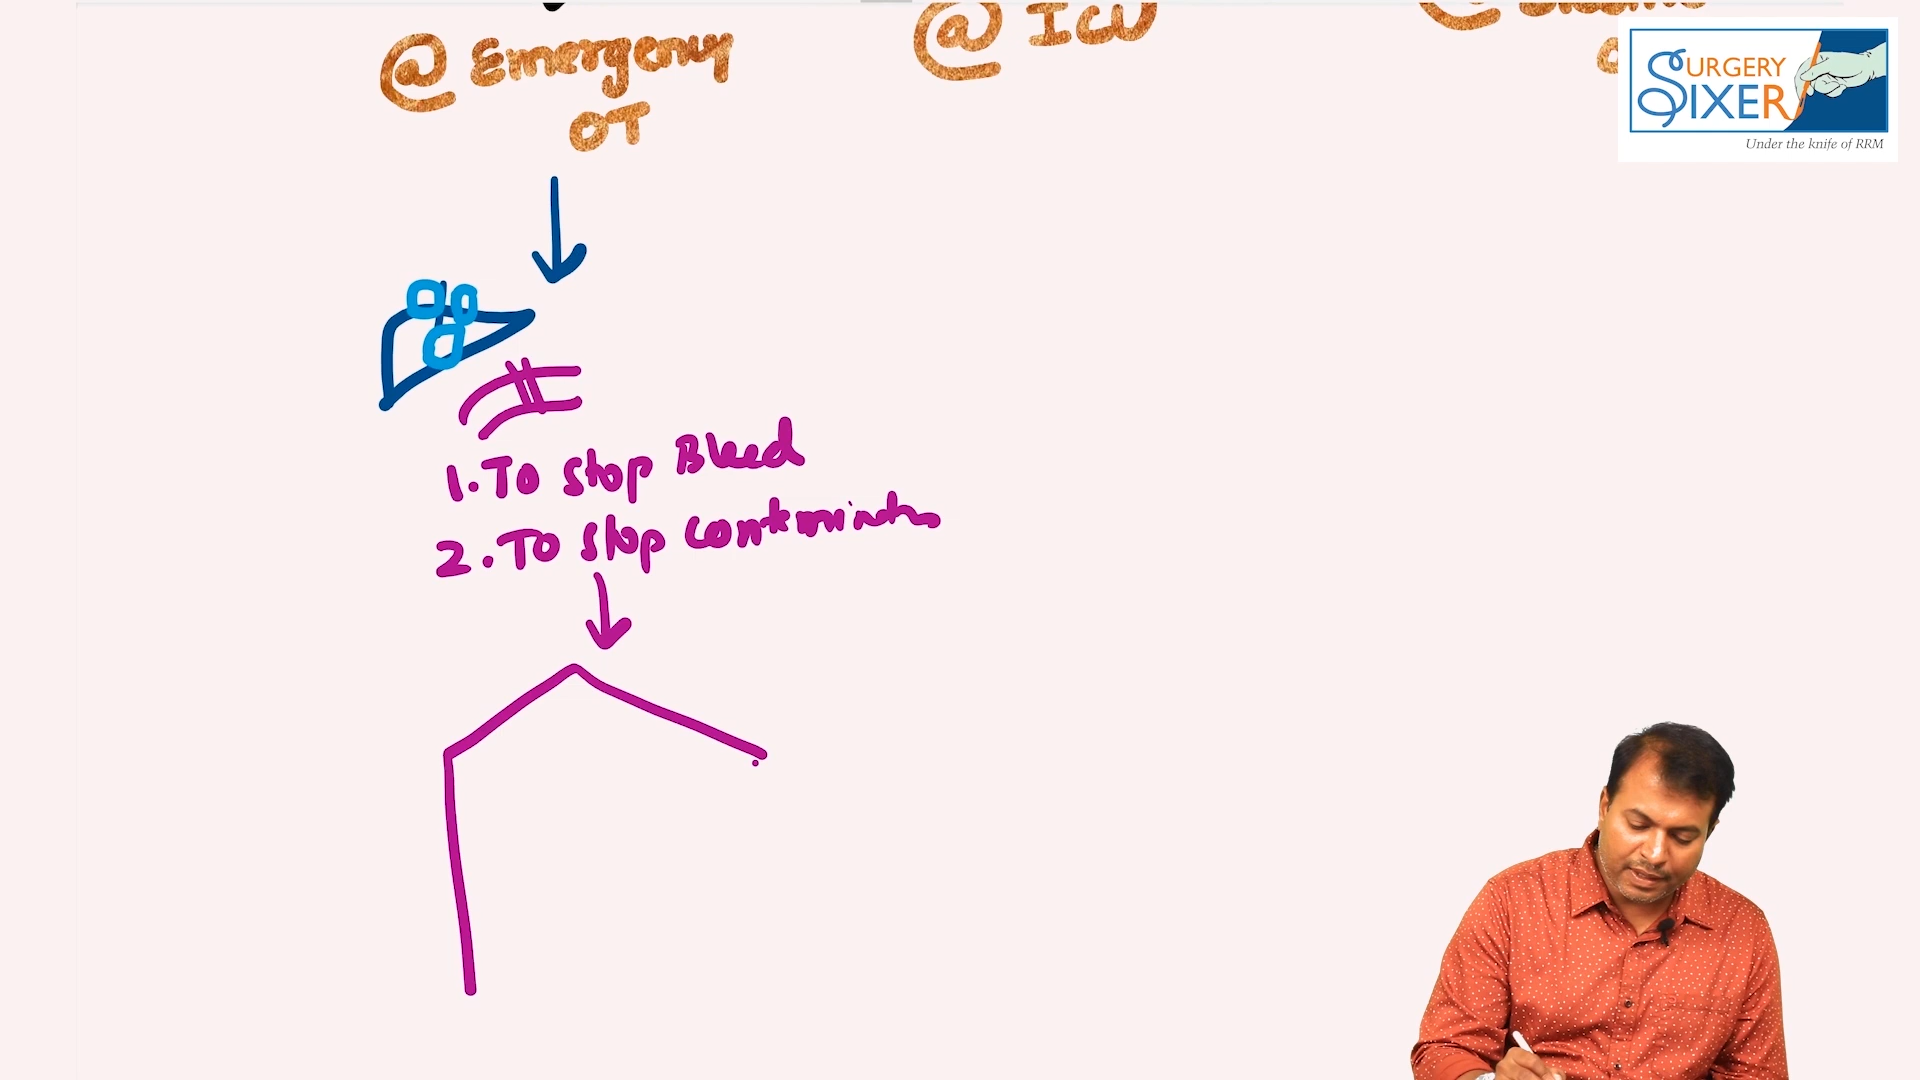 @ Emergency
OT
@ ICU
@
SURGERY
SIXER
Under the knife of RRM
1. To Stop Bleed
2. To Stop Contamination